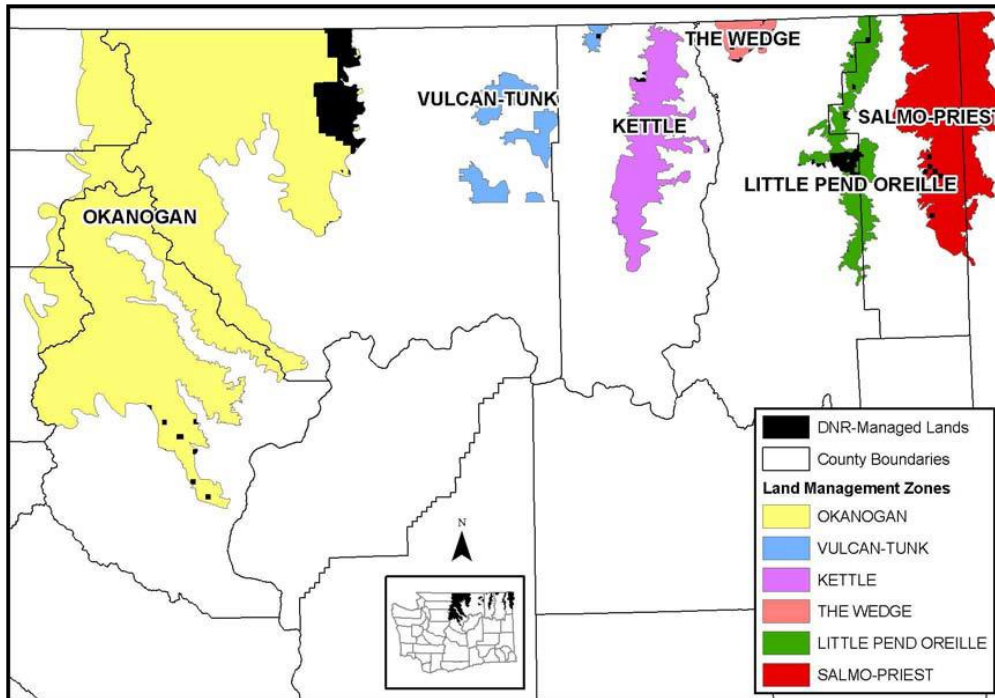 THE WEDGE
VULCAN-TUNK
KETTLE
SALMO-PRIEST
LITTLE PEND OREILLE
OKANOGAN
N
DNR-Managed Lands
County Boundaries
Land Management Zones
OKANOGAN
VULCAN-TUNK
KETTLE
THE WEDGE
LITTLE PEND OREILLE
SALMO-PRIEST